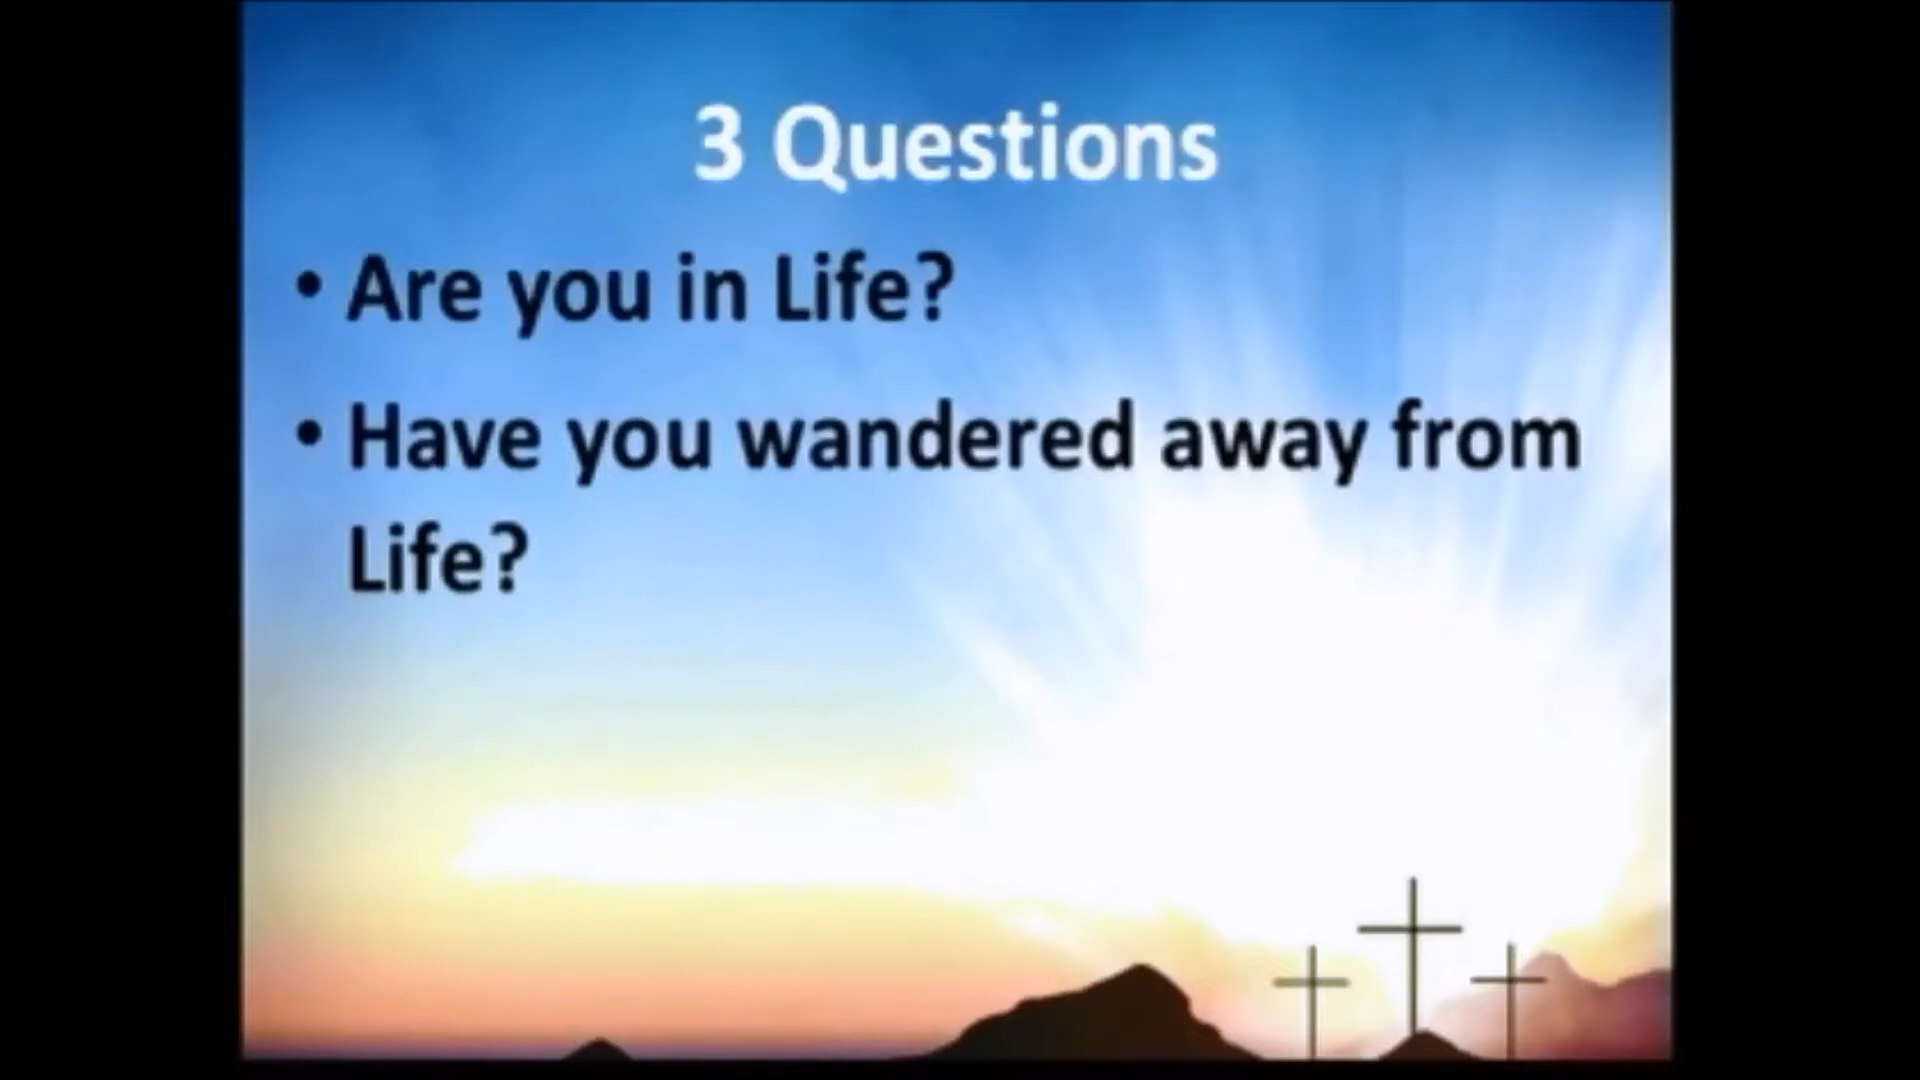 3 Questions
• Are you in Life?
• Have you wandered away from
Life?